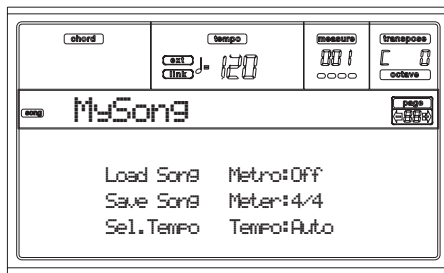 chord tempo measure transpose
ext link ♩= 120 001 C 0
octave
song MySong page
Load Song Metro:Off
Save Song Meter:4/4
Sel.Tempo Tempo:Auto